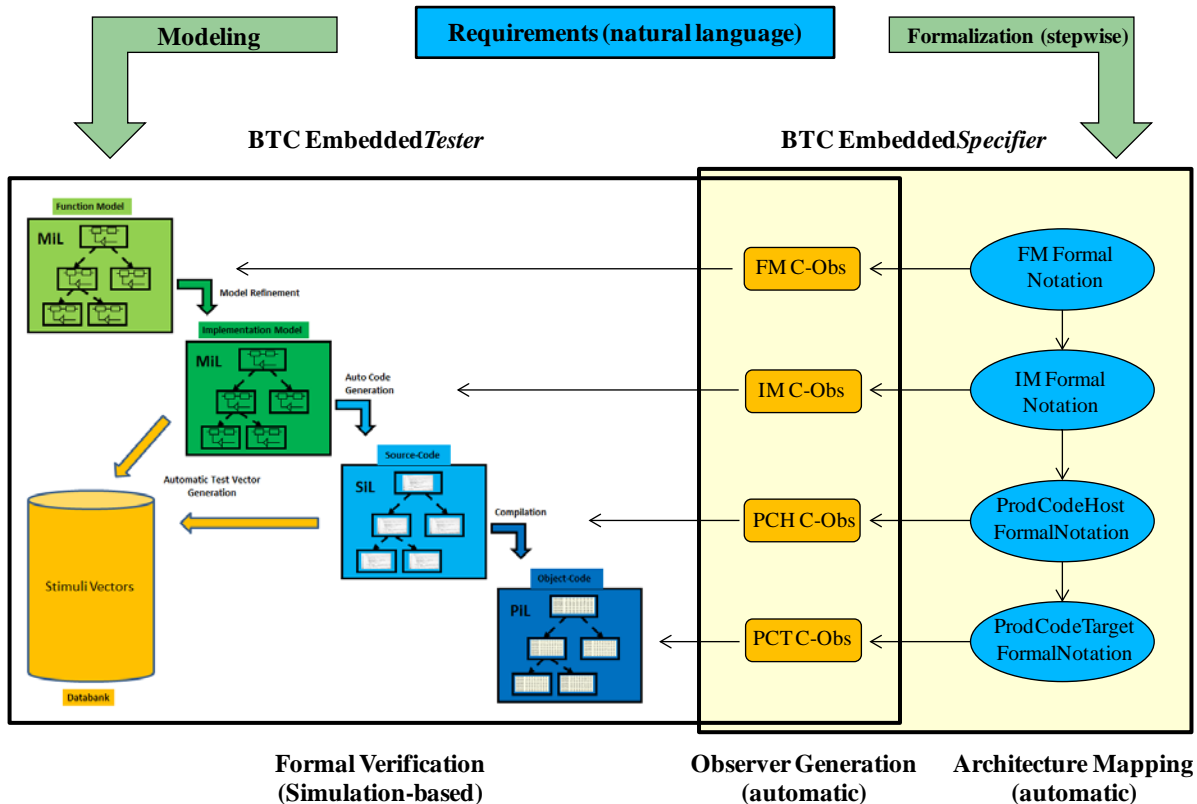 Modeling
Requirements (natural language)
Formalization (stepwise)
BTC EmbeddedTester
BTC EmbeddedSpecifier
Function Model
MiL
Model Refinement
FM C-Obs
FM Formal
Notation
Implementation Model
MiL
Auto Code
Generation
IM C-Obs
IM Formal
Notation
Source-Code
SiL
Automatic Test Vector
Generation
Compilation
PCH C-Obs
ProdCodeHost
FormalNotation
Stimuli Vectors
Object-Code
PiL
PCT C-Obs
ProdCodeTarget
FormalNotation
Databank
Formal Verification
(Simulation-based)
Observer Generation
(automatic)
Architecture Mapping
(automatic)